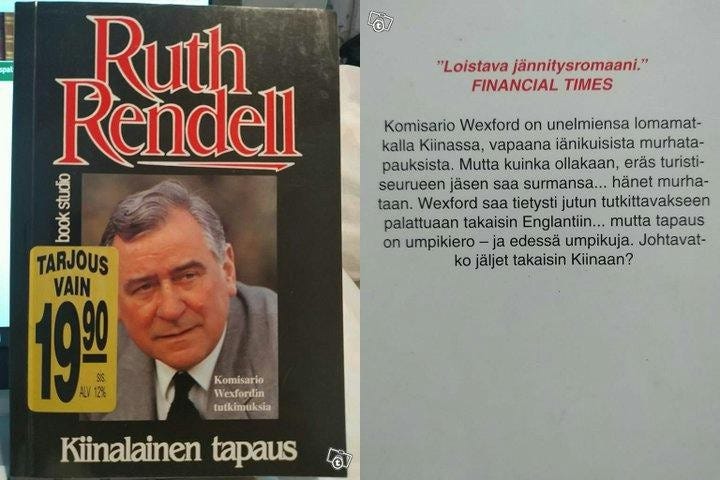 Ruth
Rendell
book studio
TARJOUS
VAIN
19 90
SIS.
ALV 12%
Komisario
Wexfordin
tutkimuksia
Kiinalainen tapaus
"Loistava jännitysromaani."
FINANCIAL TIMES
Komisario Wexford on unelmiensa lomamat-
kalla Kiinassa, vapaana iänikuisista murhata-
pauksista. Mutta kuinka ollakaan, eräs turisti-
seurueen jäsen saa surmansa... hänet murha-
taan. Wexford saa tietysti jutun tutkittavakseen
palattuaan takaisin Englantiin... mutta tapaus
on umpikiero – ja edessä umpikuja. Johtavat-
ko jäljet takaisin Kiinaan?